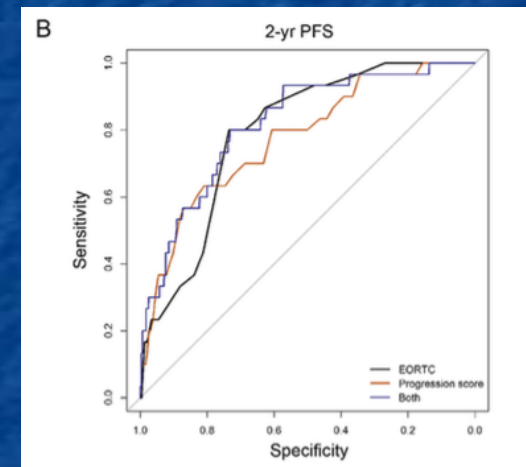 B
2-yr PFS
1.0
0.8
0.6
0.4
0.2
0.0
Sensitivity
EORTC
Progression score
Both
1.0 0.8 0.6 0.4 0.2 0.0
Specificity